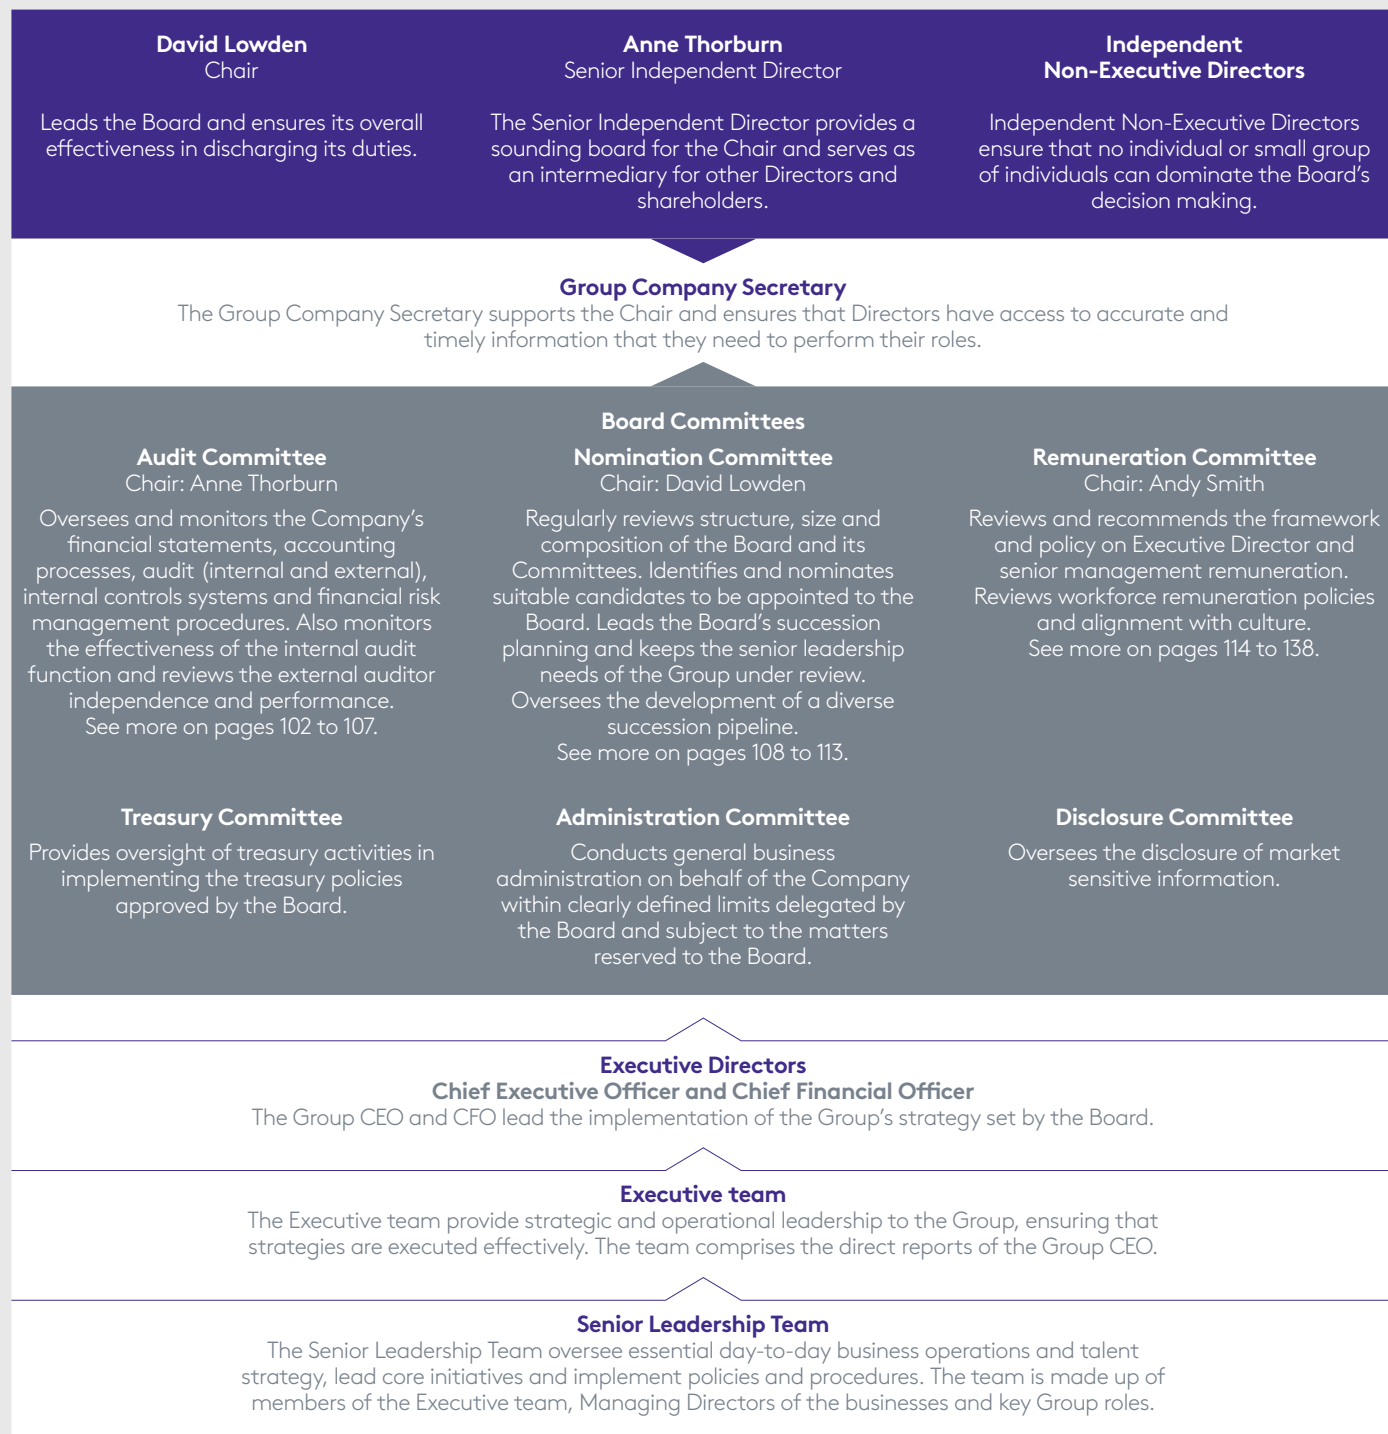 David Lowden
Chair
Leads the Board and ensures its overall
effectiveness in discharging its duties.
Anne Thorburn
Senior Independent Director
The Senior Independent Director provides a
sounding board for the Chair and serves as
an intermediary for other Directors and
shareholders.
Independent
Non-Executive Directors
Independent Non-Executive Directors
ensure that no individual or small group
of individuals can dominate the Board’s
decision making.
Group Company Secretary
The Group Company Secretary supports the Chair and ensures that Directors have access to accurate and
timely information that they need to perform their roles.
Board Committees
Audit Committee
Chair: Anne Thorburn
Oversees and monitors the Company’s
financial statements, accounting
processes, audit (internal and external),
internal controls systems and financial risk
management procedures. Also monitors
the effectiveness of the internal audit
function and reviews the external auditor
independence and performance.
See more on pages 102 to 107.
Nomination Committee
Chair: David Lowden
Regularly reviews structure, size and
composition of the Board and its
Committees. Identifies and nominates
suitable candidates to be appointed to the
Board. Leads the Board’s succession
planning and keeps the senior leadership
needs of the Group under review.
Oversees the development of a diverse
succession pipeline.
See more on pages 108 to 113.
Remuneration Committee
Chair: Andy Smith
Reviews and recommends the framework
and policy on Executive Director and
senior management remuneration.
Reviews workforce remuneration policies
and alignment with culture.
See more on pages 114 to 138.
Treasury Committee
Provides oversight of treasury activities in
implementing the treasury policies
approved by the Board.
Administration Committee
Conducts general business
administration on behalf of the Company
within clearly defined limits delegated by
the Board and subject to the matters
reserved to the Board.
Disclosure Committee
Oversees the disclosure of market
sensitive information.
Executive Directors
Chief Executive Officer and Chief Financial Officer
The Group CEO and CFO lead the implementation of the Group’s strategy set by the Board.
Executive team
The Executive team provide strategic and operational leadership to the Group, ensuring that
strategies are executed effectively. The team comprises the direct reports of the Group CEO.
Senior Leadership Team
The Senior Leadership Team oversee essential day-to-day business operations and talent
strategy, lead core initiatives and implement policies and procedures. The team is made up of
members of the Executive team, Managing Directors of the businesses and key Group roles.